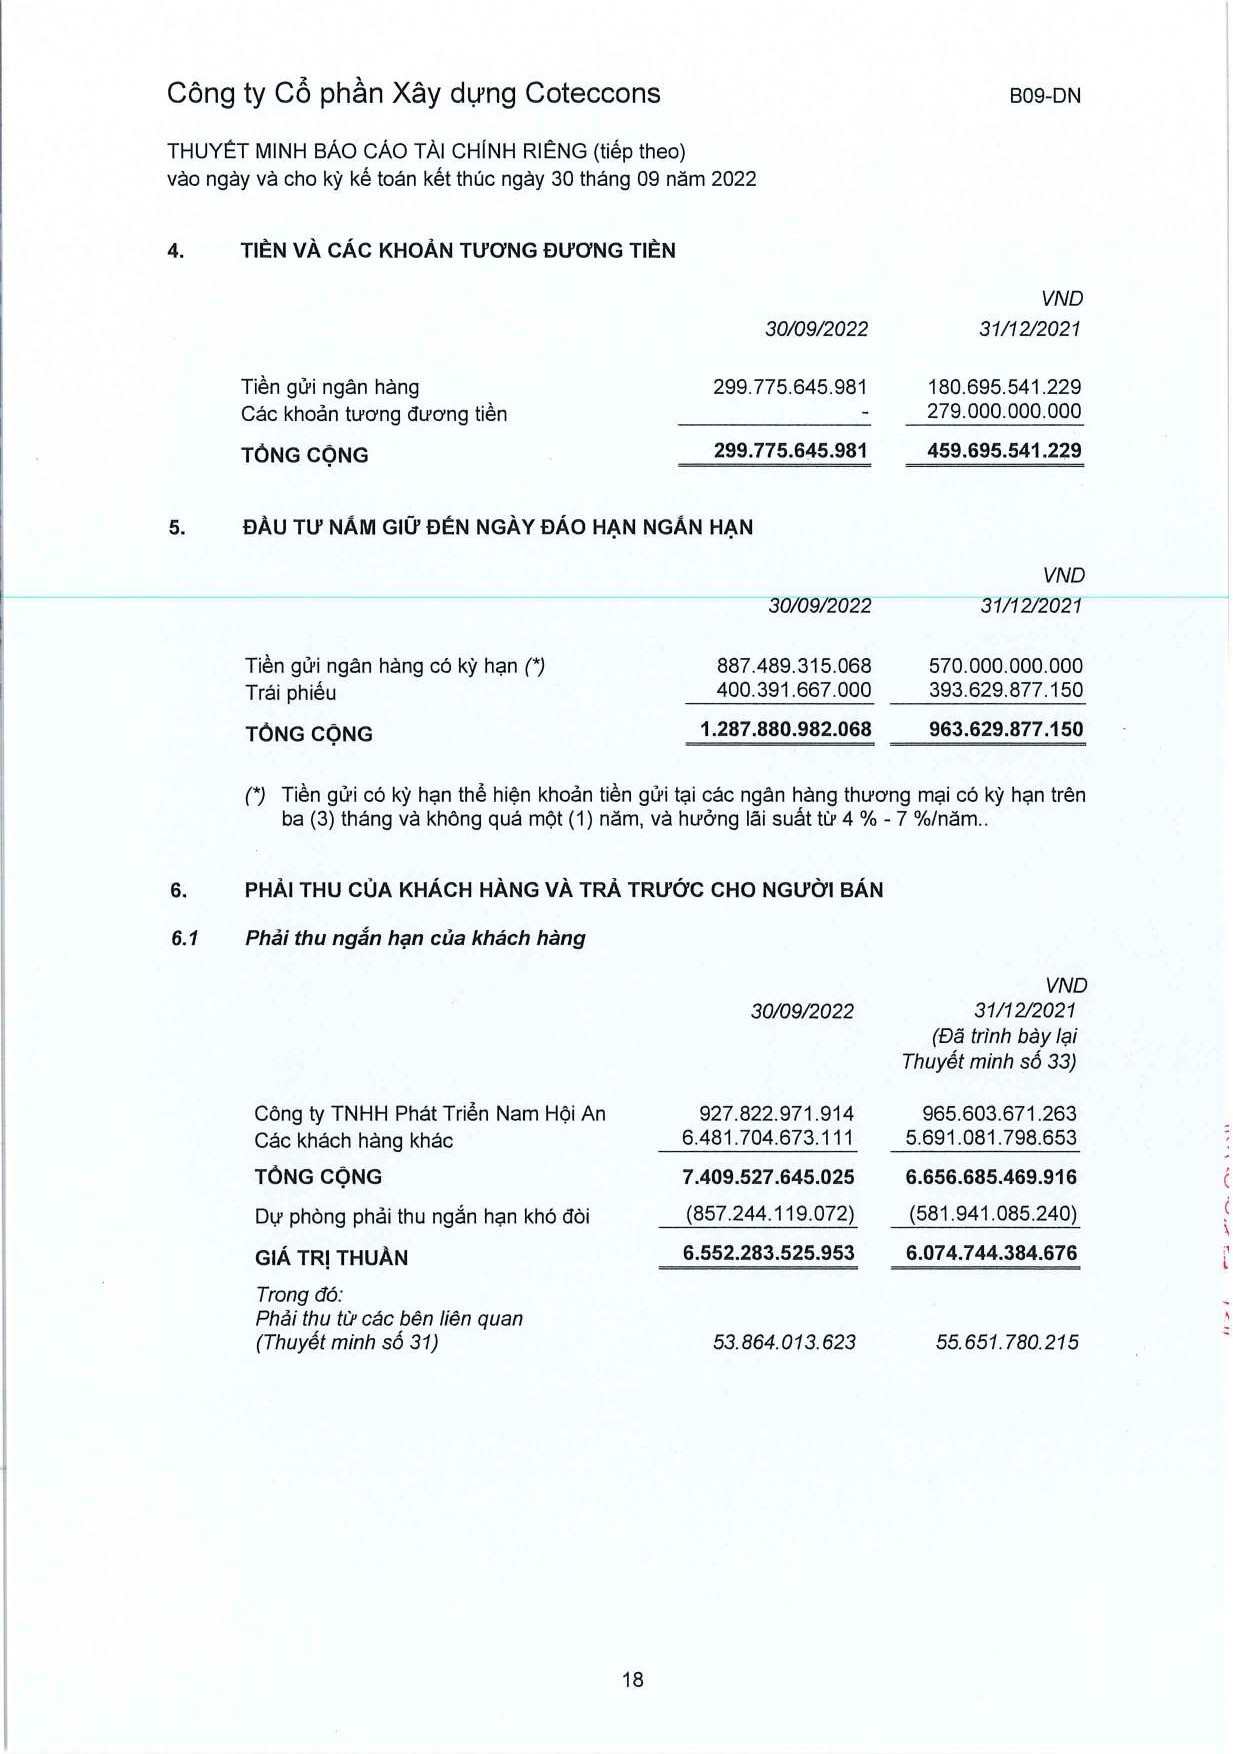 Công ty Cổ phần Xây dựng Coteccons B09-DN
THUYẾT MINH BÁO CÁO TÀI CHÍNH RIÊNG (tiếp theo)
vào ngày và cho kỳ kế toán kết thúc ngày 30 tháng 09 năm 2022
4. TIỀN VÀ CÁC KHOẢN TƯƠNG ĐƯƠNG TIỀN
VND
30/09/2022 31/12/2021
Tiền gửi ngân hàng 299.775.645.981 180.695.541.229
Các khoản tương đương tiền - 279.000.000.000
TỔNG CỘNG 299.775.645.981 459.695.541.229
5. ĐẦU TƯ NẮM GIỮ ĐẾN NGÀY ĐÁO HẠN NGẮN HẠN
VND
30/09/2022 31/12/2021
Tiền gửi ngân hàng có kỳ hạn (*) 887.489.315.068 570.000.000.000
Trái phiếu 400.391.667.000 393.629.877.150
TỔNG CỘNG 1.287.880.982.068 963.629.877.150
(*) Tiền gửi có kỳ hạn thể hiện khoản tiền gửi tại các ngân hàng thương mại có kỳ hạn trên
ba (3) tháng và không quá một (1) năm, và hưởng lãi suất từ 4 % - 7 %/năm..
6. PHẢI THU CỦA KHÁCH HÀNG VÀ TRẢ TRƯỚC CHO NGƯỜI BÁN
6.1 Phải thu ngắn hạn của khách hàng
VND
30/09/2022 31/12/2021
(Đã trình bày lại
Thuyết minh số 33)
Công ty TNHH Phát Triển Nam Hội An 927.822.971.914 965.603.671.263
Các khách hàng khác 6.481.704.673.111 5.691.081.798.653
TỔNG CỘNG 7.409.527.645.025 6.656.685.469.916
Dự phòng phải thu ngắn hạn khó đòi (857.244.119.072) (581.941.085.240)
GIÁ TRỊ THUẦN 6.552.283.525.953 6.074.744.384.676
Trong đó:
Phải thu từ các bên liên quan
(Thuyết minh số 31) 53.864.013.623 55.651.780.215
18